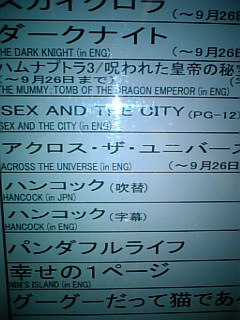 スカイクロラ
(～9月26日
ダークナイト
THE DARK KNIGHT (in ENG)
(～9月26
ハムナプトラ3/呪われた皇帝の秘
(～9月26日まで)
THE MUMMY : TOMB OF THE DRAGON EMPEROR (in ENG)
SEX AND THE CITY (PG-12)
SEX AND THE CITY (in ENG)
アクロス・ザ・ユニバース
ACROSS THE UNIVERSE (in ENG)
(～9月26日
ハンコック(吹替)
HANCOCK (in JPN)
ハンコック(字幕)
HANCOCK (in ENG)
パンダフルライフ
幸せの1ページ
NIM'S ISLAND (in ENG)
グーグーだって猫であ